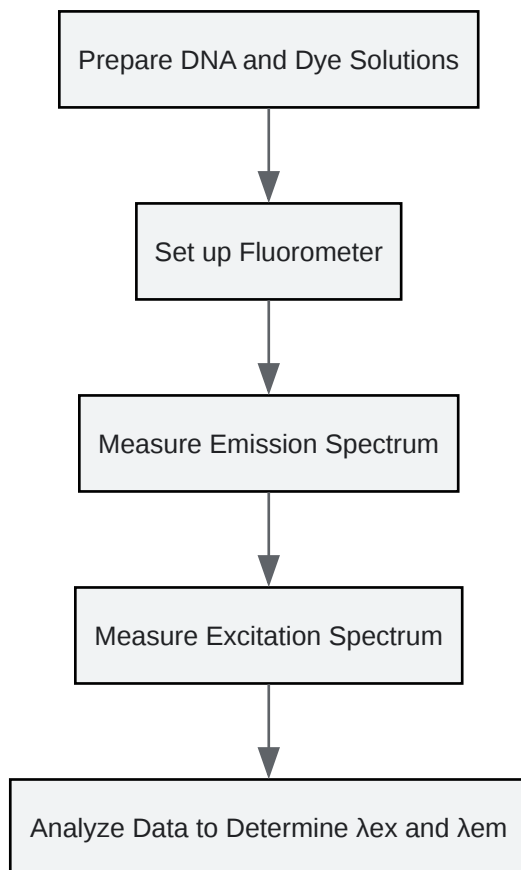 Prepare DNA and Dye Solutions
Set up Fluorometer
Measure Emission Spectrum
Measure Excitation Spectrum
Analyze Data to Determine λex and λem